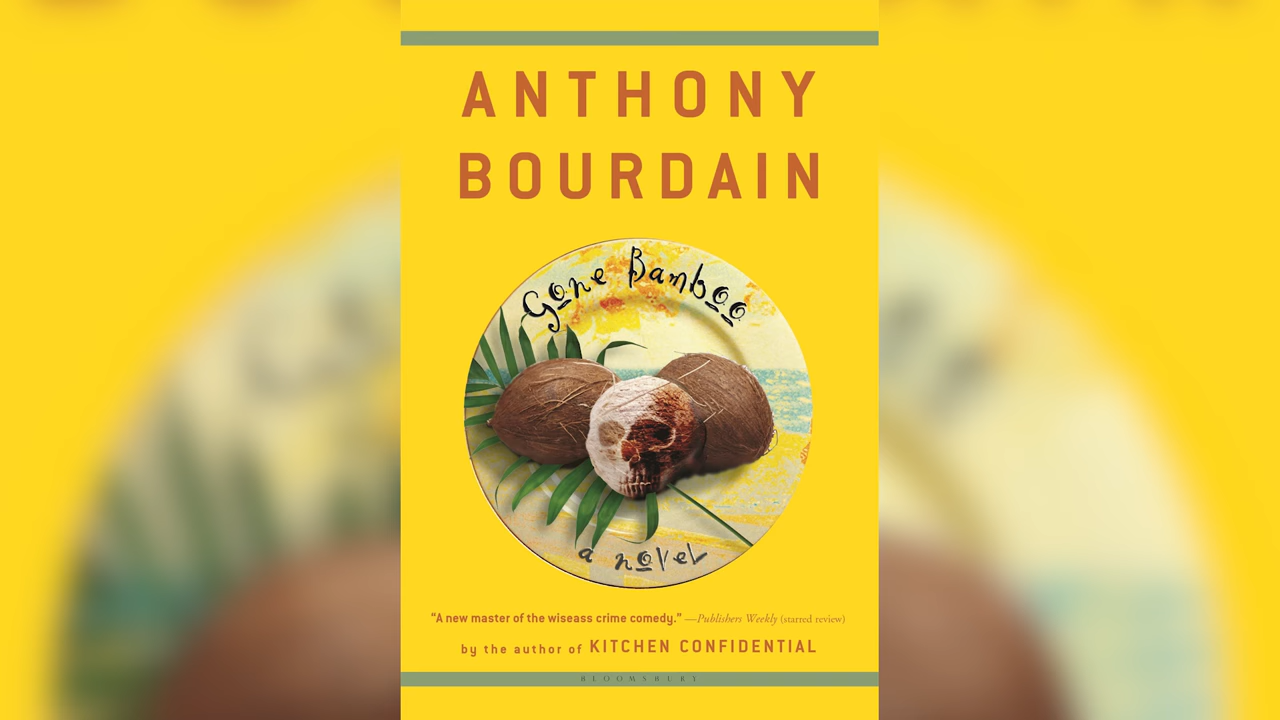 ANTHONY
BOURDAIN
Gone Bamboo
a novel
“A new master of the wiseass crime comedy.” —Publishers Weekly (starred review)
by the author of KITCHEN CONFIDENTIAL
BLOOMSBURY